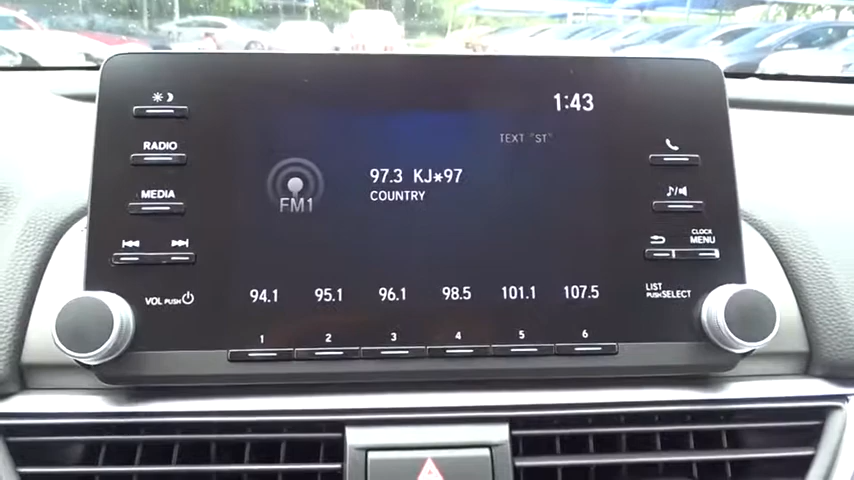 1:43
TEXT "ST"
RADIO
97.3 KJ*97
MEDIA
COUNTRY
FM1
CLOCK
MENU
LIST
PUSH SELECT
VOL PUSH
94.1 95.1 96.1 98.5 101.1 107.5
1 2 3 4 5 6